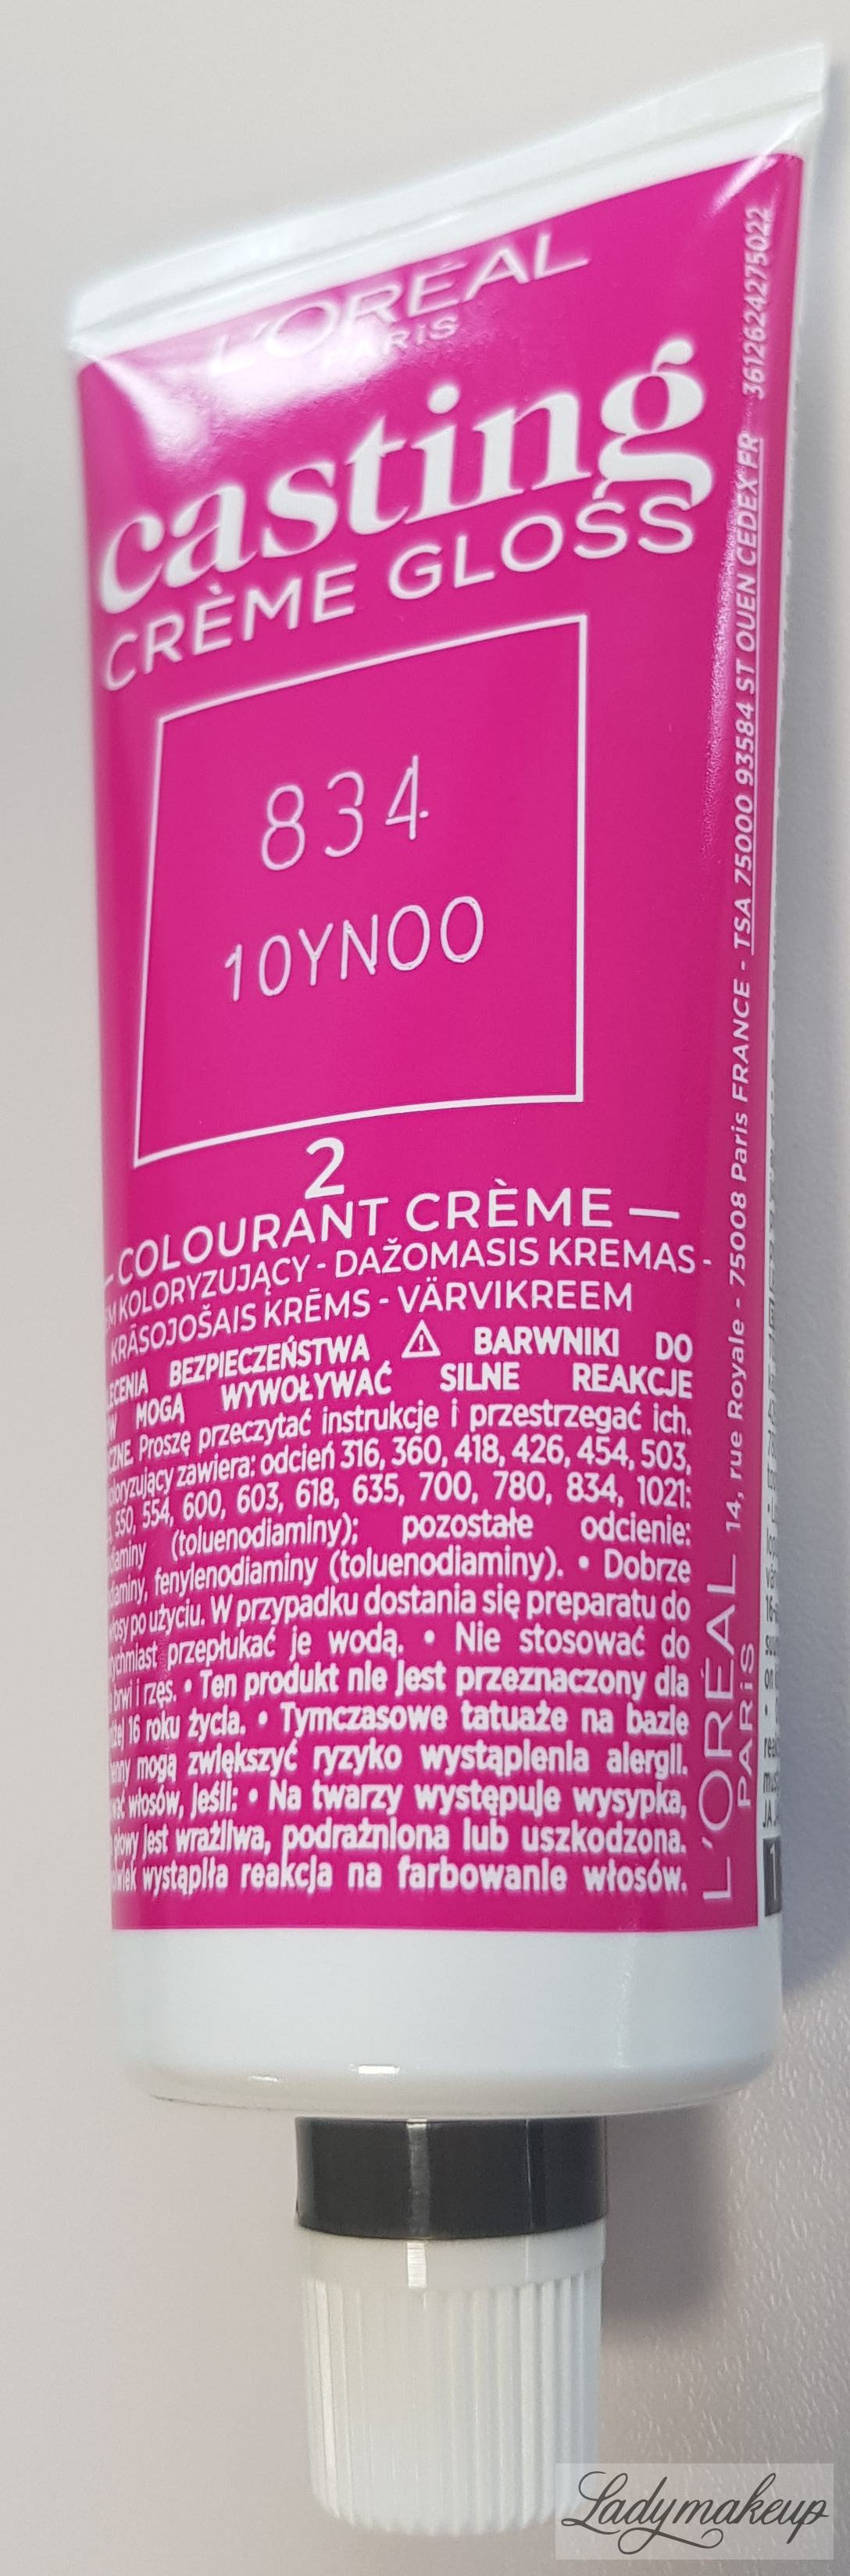 L'ORÉAL
PARIS
casting
CRÈME GLOSS
834
10YN00
2
— COLOURANT CRÈME —
KOLORYZUJĄCY - DAŽOMASIS KREMAS -
KRĀSOJOŠAIS KRĒMS - VÄRVIKREEM
BEZPIECZEŃSTWA ⚠ BARWNIKI DO
MOGĄ WYWOŁYWAĆ SILNE REAKCJE
Proszę przeczytać instrukcje i przestrzegać ich.
zawiera: odcień 316, 360, 418, 426, 454, 503,
550, 554, 600, 603, 618, 635, 700, 780, 834, 1021:
(toluenodiaminy); pozostałe odcienie:
fenylenodiaminy (toluenodiaminy). • Dobrze
po użyciu. W przypadku dostania się preparatu do
przepłukać je wodą. • Nie stosować do
brwi i rzęs. • Ten produkt nie jest przeznaczony dla
16 roku życia. • Tymczasowe tatuaże na bazie
mogą zwiększyć ryzyko wystąpienia alergii.
włosów, jeśli: • Na twarzy występuje wysypka,
głowy jest wrażliwa, podrażniona lub uszkodzona.
wystąpiła reakcja na farbowanie włosów.
L'ORÉAL
PARIS
14, rue Royale - 75008 Paris FRANCE - TSA 75000 93584 ST OUEN CEDEX FR 3612624275022
Ladymakeup